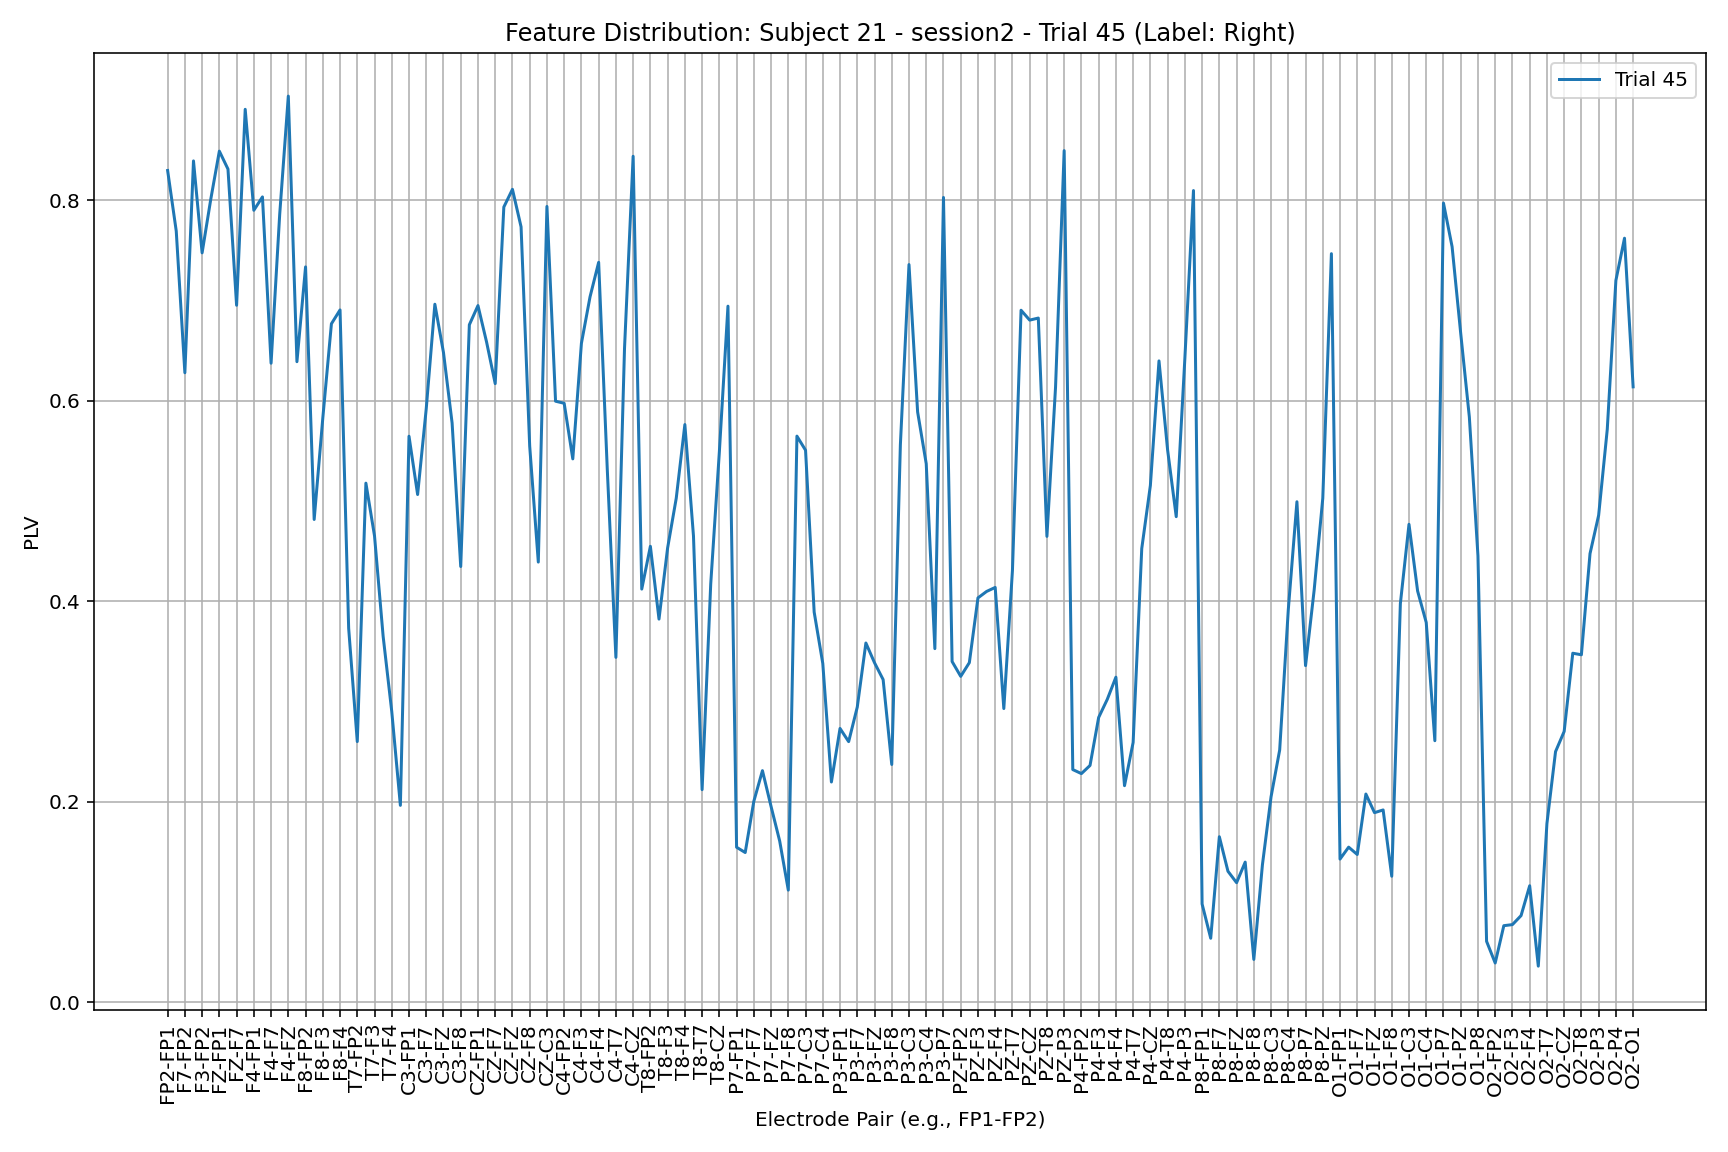 Feature Distribution: Subject 21 - session2 - Trial 45 (Label: Right)
Trial 45
PLV
0.8
0.6
0.4
0.2
0.0
FP2-FP1
F7-FP2
F3-FP2
FZ-FP1
FZ-F7
F4-FP1
F4-F7
F4-FZ
F8-FP2
F8-F3
F8-F4
T7-FP2
T7-F3
T7-F4
C3-FP1
C3-F7
C3-FZ
C3-F8
CZ-FP1
CZ-F7
CZ-FZ
CZ-F8
CZ-C3
C4-FP2
C4-F3
C4-F4
C4-T7
C4-CZ
T8-FP2
T8-F3
T8-F4
T8-T7
T8-CZ
P7-FP1
P7-F7
P7-FZ
P7-F8
P7-C3
P7-C4
P3-FP1
P3-F7
P3-FZ
P3-F8
P3-C3
P3-C4
P3-P7
PZ-FP2
PZ-F3
PZ-F4
PZ-T7
PZ-CZ
PZ-T8
PZ-P3
P4-FP2
P4-F3
P4-F4
P4-T7
P4-CZ
P4-T8
P4-P3
P8-FP1
P8-F7
P8-FZ
P8-F8
P8-C3
P8-C4
P8-P7
P8-PZ
O1-FP1
O1-F7
O1-FZ
O1-F8
O1-C3
O1-C4
O1-P7
O1-PZ
O1-P8
O2-FP2
O2-F3
O2-F4
O2-T7
O2-CZ
O2-T8
O2-P3
O2-P4
O2-O1
Electrode Pair (e.g., FP1-FP2)